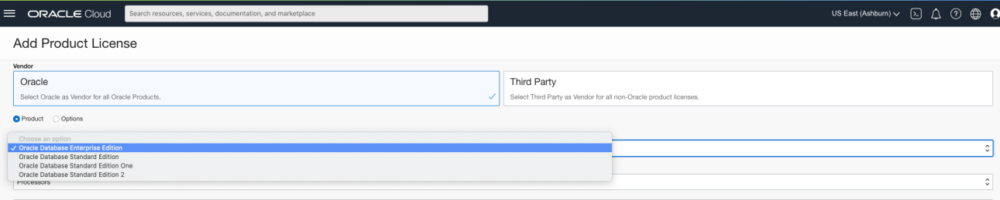 ORACLE Cloud
Search resources, services, documentation, and marketplace
US East (Ashburn)
Add Product License
Vendor
Oracle
Select Oracle as Vendor for all Oracle Products.
Third Party
Select Third Party as Vendor for all non-Oracle product licenses.
Product
Options
Choose an option
Oracle Database Enterprise Edition
Oracle Database Standard Edition
Oracle Database Standard Edition One
Oracle Database Standard Edition 2
Processors